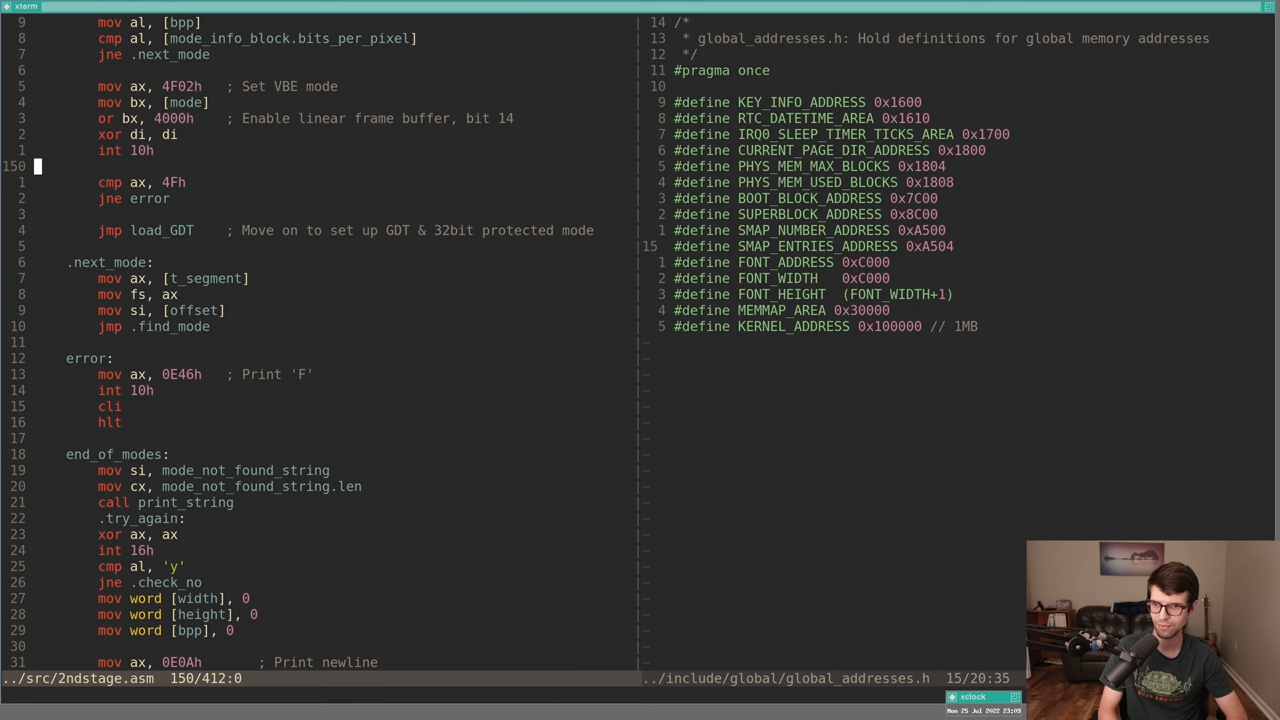 xterm
9 mov al, [bpp]
8 cmp al, [mode_info_block.bits_per_pixel]
7 jne .next_mode
6
5 mov ax, 4F02h ; Set VBE mode
4 mov bx, [mode]
3 or bx, 4000h ; Enable linear frame buffer, bit 14
2 xor di, di
1 int 10h
150
1 cmp ax, 4Fh
2 jne error
3
4 jmp load_GDT ; Move on to set up GDT & 32bit protected mode
5
6 .next_mode:
7 mov ax, [t_segment]
8 mov fs, ax
9 mov si, [offset]
10 jmp .find_mode
11
12 error:
13 mov ax, 0E46h ; Print 'F'
14 int 10h
15 cli
16 hlt
17
18 end_of_modes:
19 mov si, mode_not_found_string
20 mov cx, mode_not_found_string.len
21 call print_string
22 .try_again:
23 xor ax, ax
24 int 16h
25 cmp al, 'y'
26 jne .check_no
27 mov word [width], 0
28 mov word [height], 0
29 mov word [bpp], 0
30
31 mov ax, 0E0Ah ; Print newline
../src/2ndstage.asm 150/412:0
14 /*
13 * global_addresses.h: Hold definitions for global memory addresses
12 */
11 #pragma once
10
9 #define KEY_INFO_ADDRESS 0x1600
8 #define RTC_DATETIME_AREA 0x1610
7 #define IRQ0_SLEEP_TIMER_TICKS_AREA 0x1700
6 #define CURRENT_PAGE_DIR_ADDRESS 0x1800
5 #define PHYS_MEM_MAX_BLOCKS 0x1804
4 #define PHYS_MEM_USED_BLOCKS 0x1808
3 #define BOOT_BLOCK_ADDRESS 0x7C00
2 #define SUPERBLOCK_ADDRESS 0x8C00
1 #define SMAP_NUMBER_ADDRESS 0xA500
15 #define SMAP_ENTRIES_ADDRESS 0xA504
1 #define FONT_ADDRESS 0xC000
2 #define FONT_WIDTH 0xC000
3 #define FONT_HEIGHT (FONT_WIDTH+1)
4 #define MEMMAP_AREA 0x30000
5 #define KERNEL_ADDRESS 0x100000 // 1MB
../include/global/global_addresses.h 15/20:35
xclock
Mon 25 Jul 2022 23:09